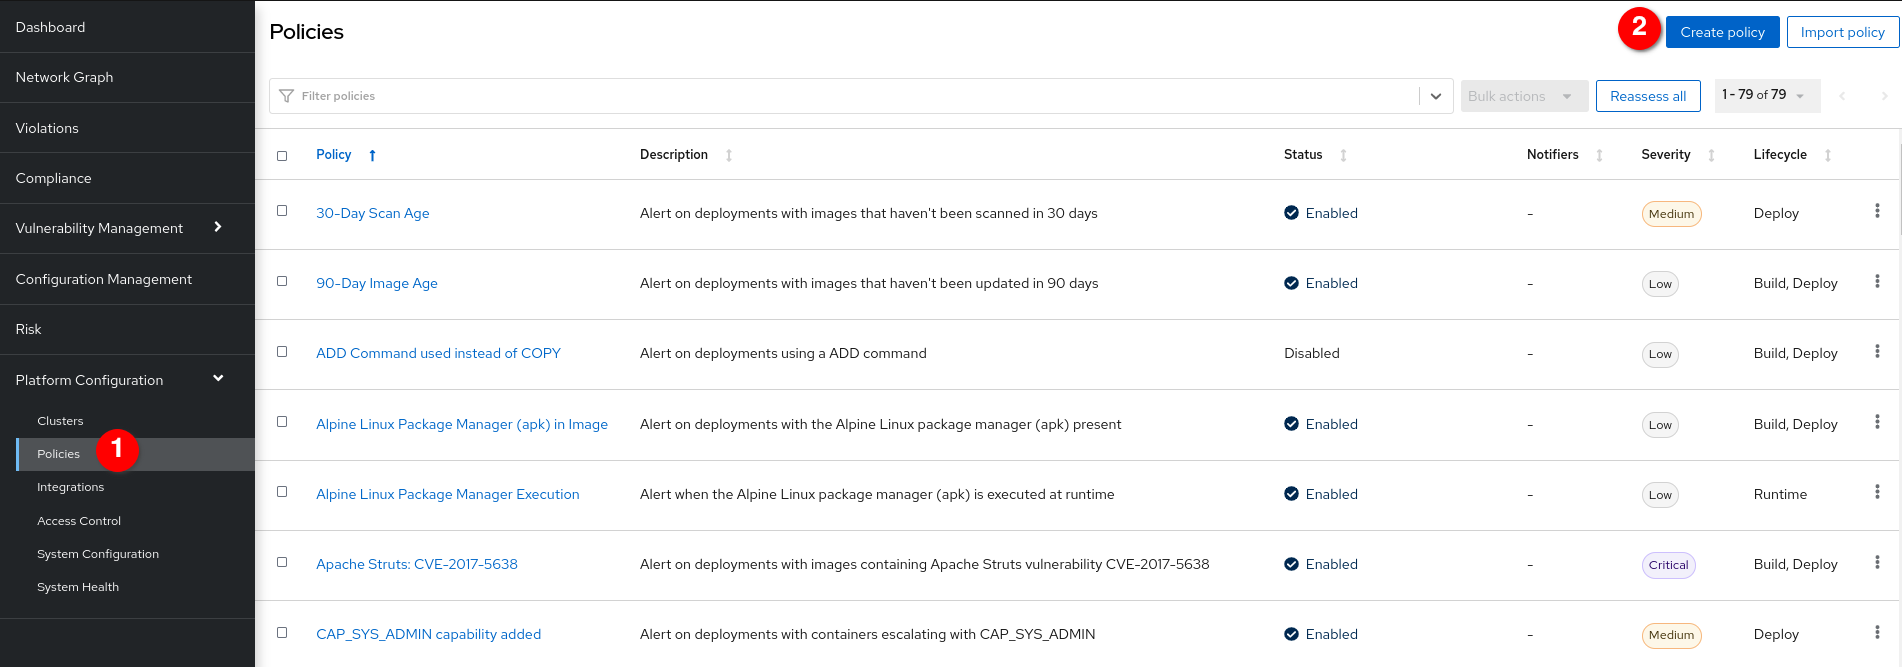 Dashboard
Network Graph
Violations
Compliance
Vulnerability Management
Configuration Management
Risk
Platform Configuration
Clusters
Policies 1
Integrations
Access Control
System Configuration
System Health
Policies
2 Create policy Import policy
Filter policies Bulk actions Reassess all 1 - 79 of 79
Policy Description Status Notifiers Severity Lifecycle
30-Day Scan Age Alert on deployments with images that haven't been scanned in 30 days Enabled - Medium Deploy
90-Day Image Age Alert on deployments with images that haven't been updated in 90 days Enabled - Low Build, Deploy
ADD Command used instead of COPY Alert on deployments using a ADD command Disabled - Low Build, Deploy
Alpine Linux Package Manager (apk) in Image Alert on deployments with the Alpine Linux package manager (apk) present Enabled - Low Build, Deploy
Alpine Linux Package Manager Execution Alert when the Alpine Linux package manager (apk) is executed at runtime Enabled - Low Runtime
Apache Struts: CVE-2017-5638 Alert on deployments with images containing Apache Struts vulnerability CVE-2017-5638 Enabled - Critical Build, Deploy
CAP_SYS_ADMIN capability added Alert on deployments with containers escalating with CAP_SYS_ADMIN Enabled - Medium Deploy